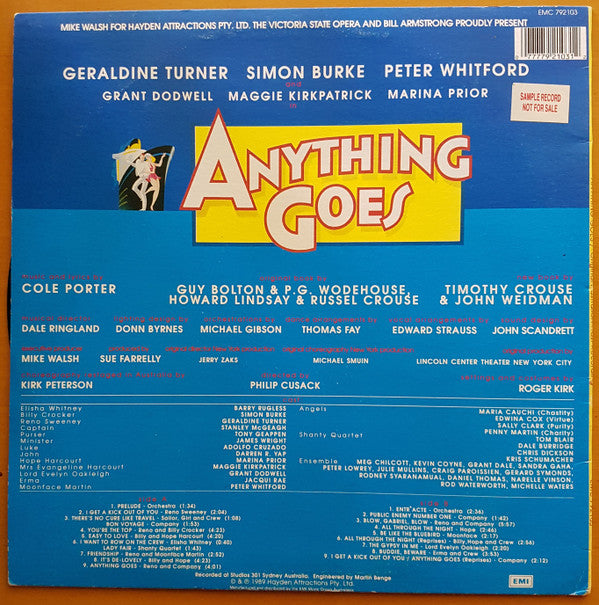 EMC 792103
MIKE WALSH FOR HAYDEN ATTRACTIONS PTY. LTD. THE VICTORIA STATE OPERA AND BILL ARMSTRONG PROUDLY PRESENT
77779 21031
GERALDINE TURNER SIMON BURKE PETER WHITFORD
and
GRANT DODWELL MAGGIE KIRKPATRICK MARINA PRIOR
in
SAMPLE RECORD
NOT FOR SALE
ANYTHING
GOES
COLE PORTER
GUY BOLTON & P.G. WODEHOUSE,
HOWARD LINDSAY & RUSSEL CROUSE
TIMOTHY CROUSE
& JOHN WEIDMAN
DALE RINGLAND DONN BYRNES MICHAEL GIBSON THOMAS FAY EDWARD STRAUSS JOHN SCANDRETT
MIKE WALSH SUE FARRELLY JERRY ZAKS MICHAEL SMUIN LINCOLN CENTER THEATER NEW YORK CITY
directed by
KIRK PETERSON PHILIP CUSACK ROGER KIRK
cast
Elisha Whitney BARRY RUGLESS
Billy Crocker SIMON BURKE
Reno Sweeney GERALDINE TURNER
Captain STANLEY McGEAGH
Purser TONY GEAPPEN
Minister JAMES WRIGHT
Luke ADOLFO CRUZADO
John DARREN R. YAP
Hope Harcourt MARINA PRIOR
Mrs Evangeline Harcourt MAGGIE KIRKPATRICK
Lord Evelyn Oakleigh GRANT DODWELL
Erma JACQUI RAE
Moonface Martin PETER WHITFORD
Angels MARIA CAUCHI (Chastity)
EDWINA COX (Virtue)
SALLY CLARK (Purity)
PENNY MARTIN (Charity)
Shanty Quartet TOM BLAIR
DALE BURRIDGE
CHRIS DICKSON
KRIS SCHUMACHER
Ensemble MEG CHILCOTT, KEVIN COYNE, GRANT DALE, SANDRA GAHA,
PETER LOWREY, JULIE MULLINS, CRAIG PARCOISSIEN, GERARD SYMONDS,
RODNEY SYARANAMUAL, DANIEL THOMAS, NARELLE VINSON,
ROD WATERWORTH, MICHELLE WATERS
side A
1. PRELUDE - Orchestra (1:34)
2. I GET A KICK OUT OF YOU - Reno Sweeney (2:04)
3. THERE'S NO CURE LIKE TRAVEL - Sailor, Girl and Crew (1:08)
BON VOYAGE - Company (1:53)
4. YOU'RE THE TOP - Reno and Billy Crocker (4:23)
5. EASY TO LOVE - Billy and Hope Harcourt (2:38)
6. I WANT TO ROW ON THE CREW - Elisha Whitney (0:40)
LADY FAIR - Shanty Quartet (1:13)
7. FRIENDSHIP - Reno and Moonface Martin (2:53)
8. IT'S DE-LOVELY - Billy and Hope (4:23)
9. ANYTHING GOES - Reno and Company (4:01)
side B
1. ENTR'ACTE - Orchestra (2:36)
2. PUBLIC ENEMY NUMBER ONE - Company (1:42)
3. BLOW, GABRIEL, BLOW - Reno and Company (5:57)
4. ALL THROUGH THE NIGHT - Hope (2:44)
5. BE LIKE THE BLUEBIRD - Moonface (2:17)
6. ALL THROUGH THE NIGHT (Reprises) - Billy, Hope and Crew (3:31)
7. THE GYPSY IN ME - Lord Evelyn Oakleigh (2:20)
8. BUDDIE, BEWARE - Erma and Crew (3:31)
9. I GET A KICK OUT OF YOU / ANYTHING GOES (Reprises) - Company (2:12)
Recorded at Studios 301 Sydney Australia. Engineered by Martin Benge
℗ & © 1989 Hayden Attractions Pty. Ltd.
EMI